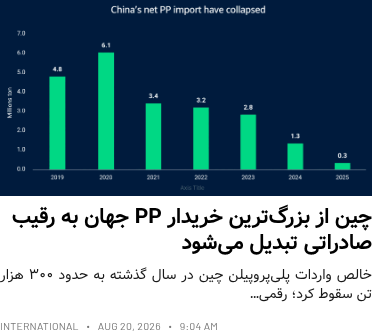 China's net PP import have collapsed
Millions ton
7.0
6.0
5.0
4.0
3.0
2.0
1.0
0.0
4.8
6.1
3.4
3.2
2.8
1.3
0.3
2019
2020
2021
2022
2023
2024
2025
Axis Title
چین از بزرگ‌ترین خریدار PP جهان به رقیب
صادراتی تبدیل می‌شود
خالص واردات پلی‌پروپیلن چین در سال گذشته به حدود ۳۰۰ هزار
تن سقوط کرد؛ رقمی...
INTERNATIONAL • AUG 20, 2026 • 9:04 AM